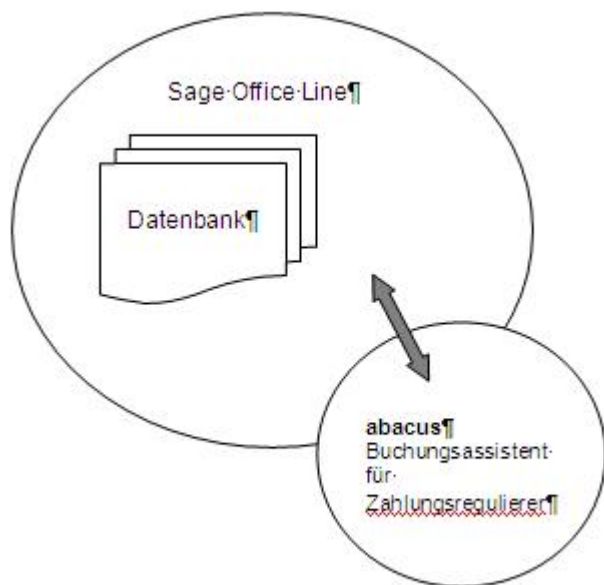 Sage·Office·Line¶
Datenbank¶
abacus¶
Buchungsassistent·
für·
Zahlungsregulierer¶